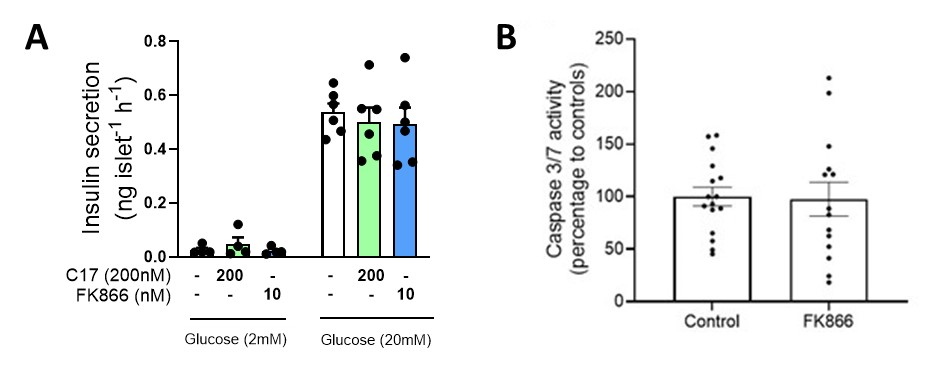 A
Insulin secretion
(ng islet⁻¹ h⁻¹)
0.8
0.6
0.4
0.2
0.0
C17 (200nM) - 200 - - 200 -
FK866 (nM) - - 10 - - 10
Glucose (2mM) Glucose (20mM)
B
Caspase 3/7 activity
(percentage to controls)
250
200
150
100
50
0
Control FK866